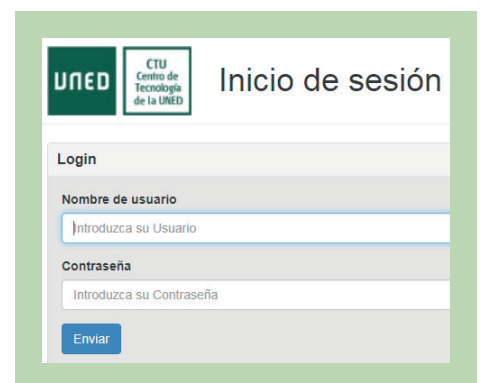 UNED
CTU
Centro de
Tecnología
de la UNED
Inicio de sesión
Login
Nombre de usuario
Introduzca su Usuario
Contraseña
Introduzca su Contraseña
Enviar